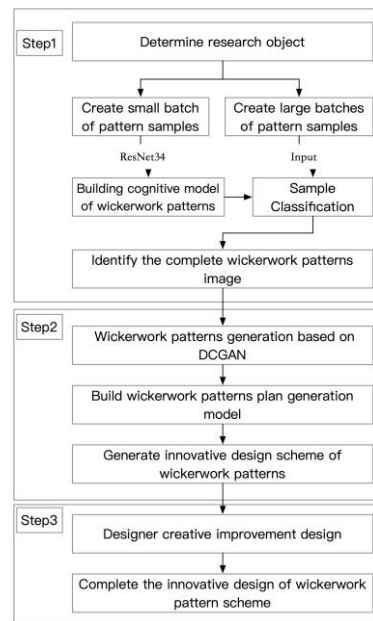 Step1
Determine research object
Create small batch
of pattern samples
Create large batches
of pattern samples
ResNet34
Input
Building cognitive model
of wickerwork patterns
Sample
Classification
Identify the complete wickerwork patterns
image
Step2
Wickerwork patterns generation based on
DCGAN
Build wickerwork patterns plan generation
model
Generate innovative design scheme of
wickerwork patterns
Step3
Designer creative improvement design
Complete the innovative design of wickerwork
pattern scheme